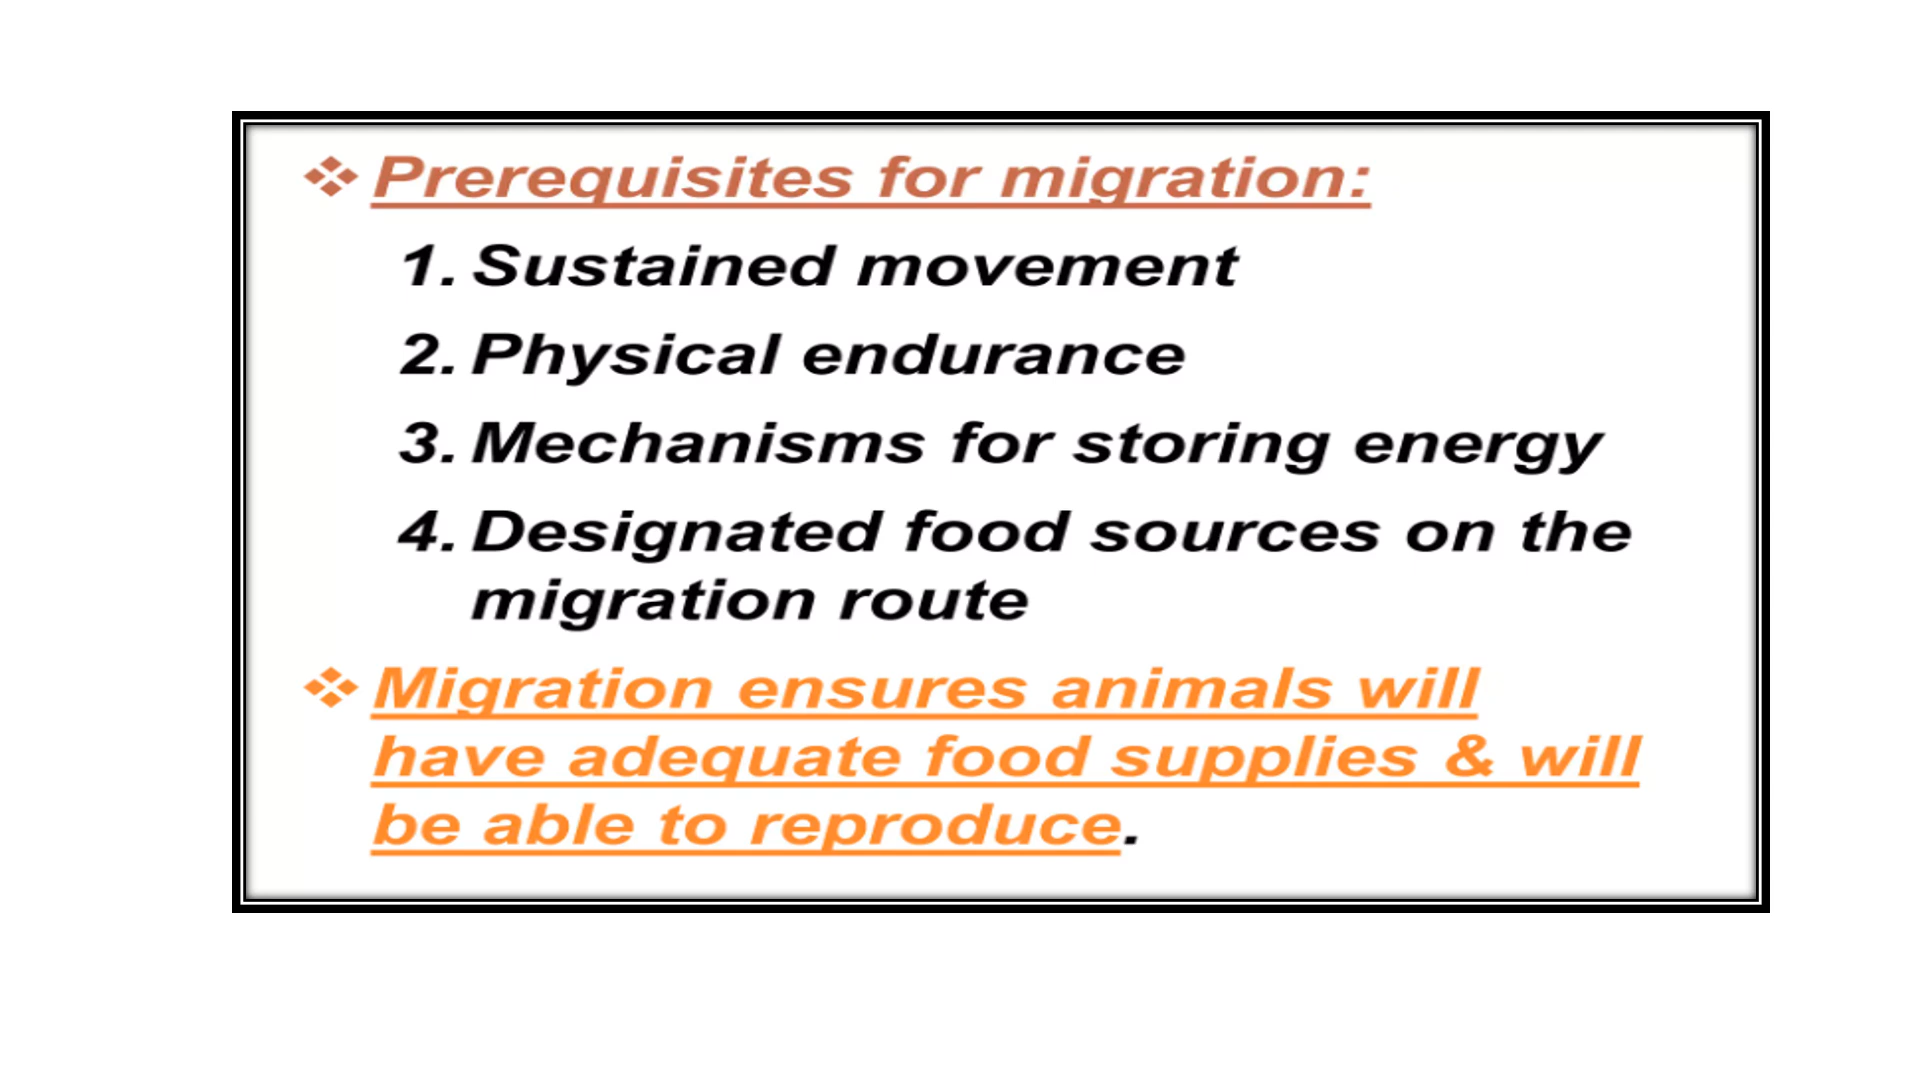 ❖ Prerequisites for migration:
1. Sustained movement
2. Physical endurance
3. Mechanisms for storing energy
4. Designated food sources on the
migration route
❖ Migration ensures animals will
have adequate food supplies & will
be able to reproduce.